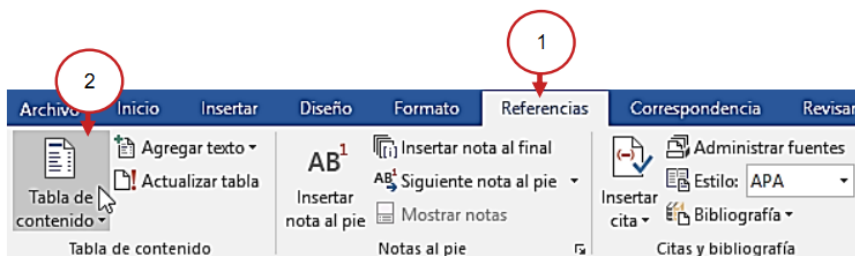 1
2
Archivo Inicio Insertar Diseño Formato Referencias Correspondencia Revisar
Tabla de contenido
Agregar texto
Actualizar tabla
Tabla de contenido
AB1
Insertar nota al pie
Insertar nota al final
AB1 Siguiente nota al pie
Mostrar notas
Notas al pie
Insertar cita
Administrar fuentes
Estilo: APA
Bibliografía
Citas y bibliografía